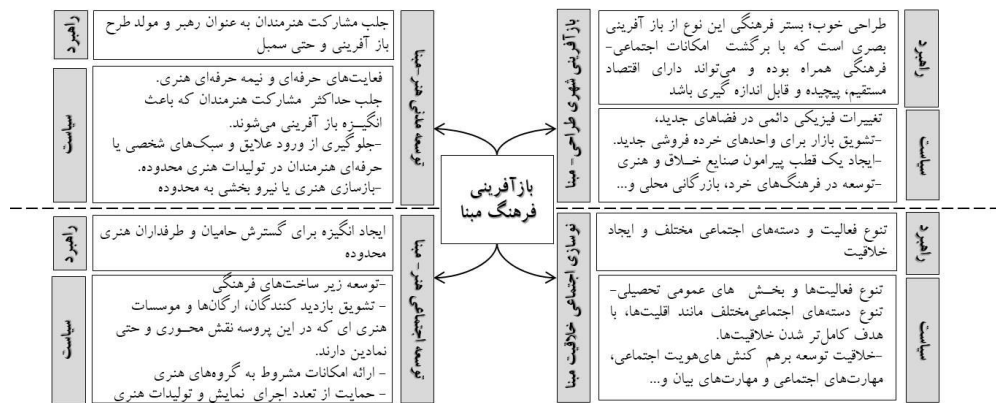 بازآفرینی
فرهنگ مبنا
بازآفرینی شهری طراحی- مبنا
راهبرد
طراحی خوب؛ بستر فرهنگی این نوع از باز آفرینی
بصری است که با برگشت امکانات اجتماعی-
فرهنگی همراه بوده و می‌تواند دارای اقتصاد
مستقیم، پیچیده و قابل اندازه گیری باشد
سیاست
تغییرات فیزیکی دائمی در فضاهای جدید،
-تشویق بازار برای واحدهای خرده فروشی جدید.
-ایجاد یک قطب پیرامون صنایع خلاق و هنری
-توسعه در فرهنگ‌های خرد، بازرگانی محلی و...
توسعه مدنی هنر-مبنا
راهبرد
جلب مشارکت هنرمندان به عنوان رهبر و مولد طرح
باز آفرینی و حتی سمبل
سیاست
فعایت‌های حرفه‌ای و نیمه حرفه‌ای هنری.
جلب حداکثر مشارکت هنرمندان که باعث
انگیزه باز آفرینی می‌شوند.
-جلوگیری از ورود علایق و سبک‌های شخصی یا
حرفه‌ای هنرمندان در تولیدات هنری محدوده.
-بازسازی هنری یا نیرو بخشی به محدوده
نوسازی اجتماعی خلاقیت مبنا
راهبرد
تنوع فعالیت و دسته‌های اجتماعی مختلف و ایجاد
خلاقیت
سیاست
تنوع فعالیت‌ها و بخش های عمومی تحصیلی-
تنوع دسته‌های اجتماعی‌مختلف مانند اقلیت‌ها، با
هدف کامل‌تر شدن خلاقیت‌ها.
-خلاقیت توسعه برهم کنش های‌هویت اجتماعی،
مهارت‌های اجتماعی و مهارت‌های بیان و...
توسعه اجتماعی هنر- مبنا
راهبرد
ایجاد انگیزه برای گسترش حامیان و طرفداران هنری
محدوده
سیاست
-توسعه زیر ساخت‌های فرهنگی
- تشویق بازدید کنندگان، ارگان‌ها و موسسات
هنری ای که در این پروسه نقش محوری و حتی
نمادین دارند.
- ارائه امکانات مشروط به گروه‌های هنری
- حمایت از تعدد اجرای نمایش و تولیدات هنری